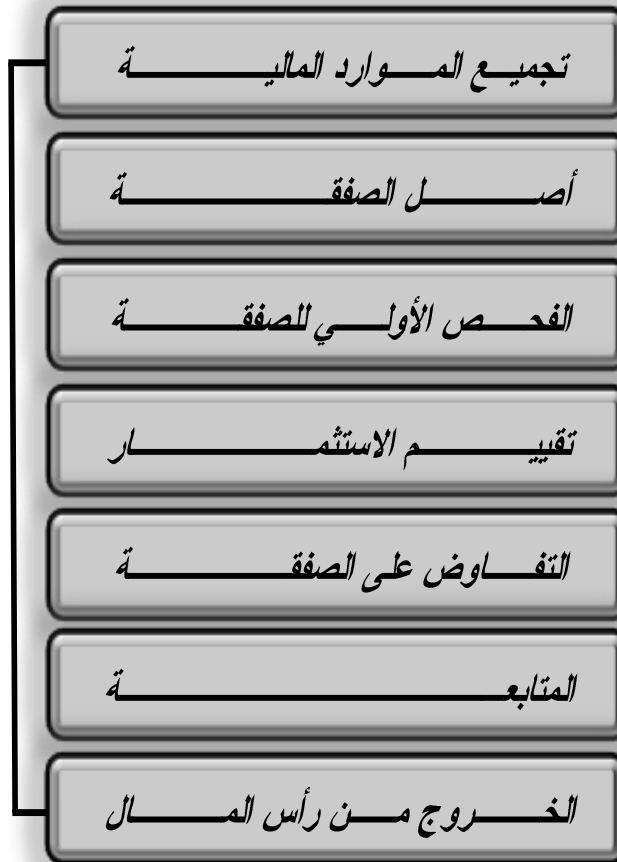 تجميع الموارد المالية
أصل الصفقة
الفحص الأولي للصفقة
تقييم الاستثمار
التفاوض على الصفقة
المتابعة
الخروج من رأس المال